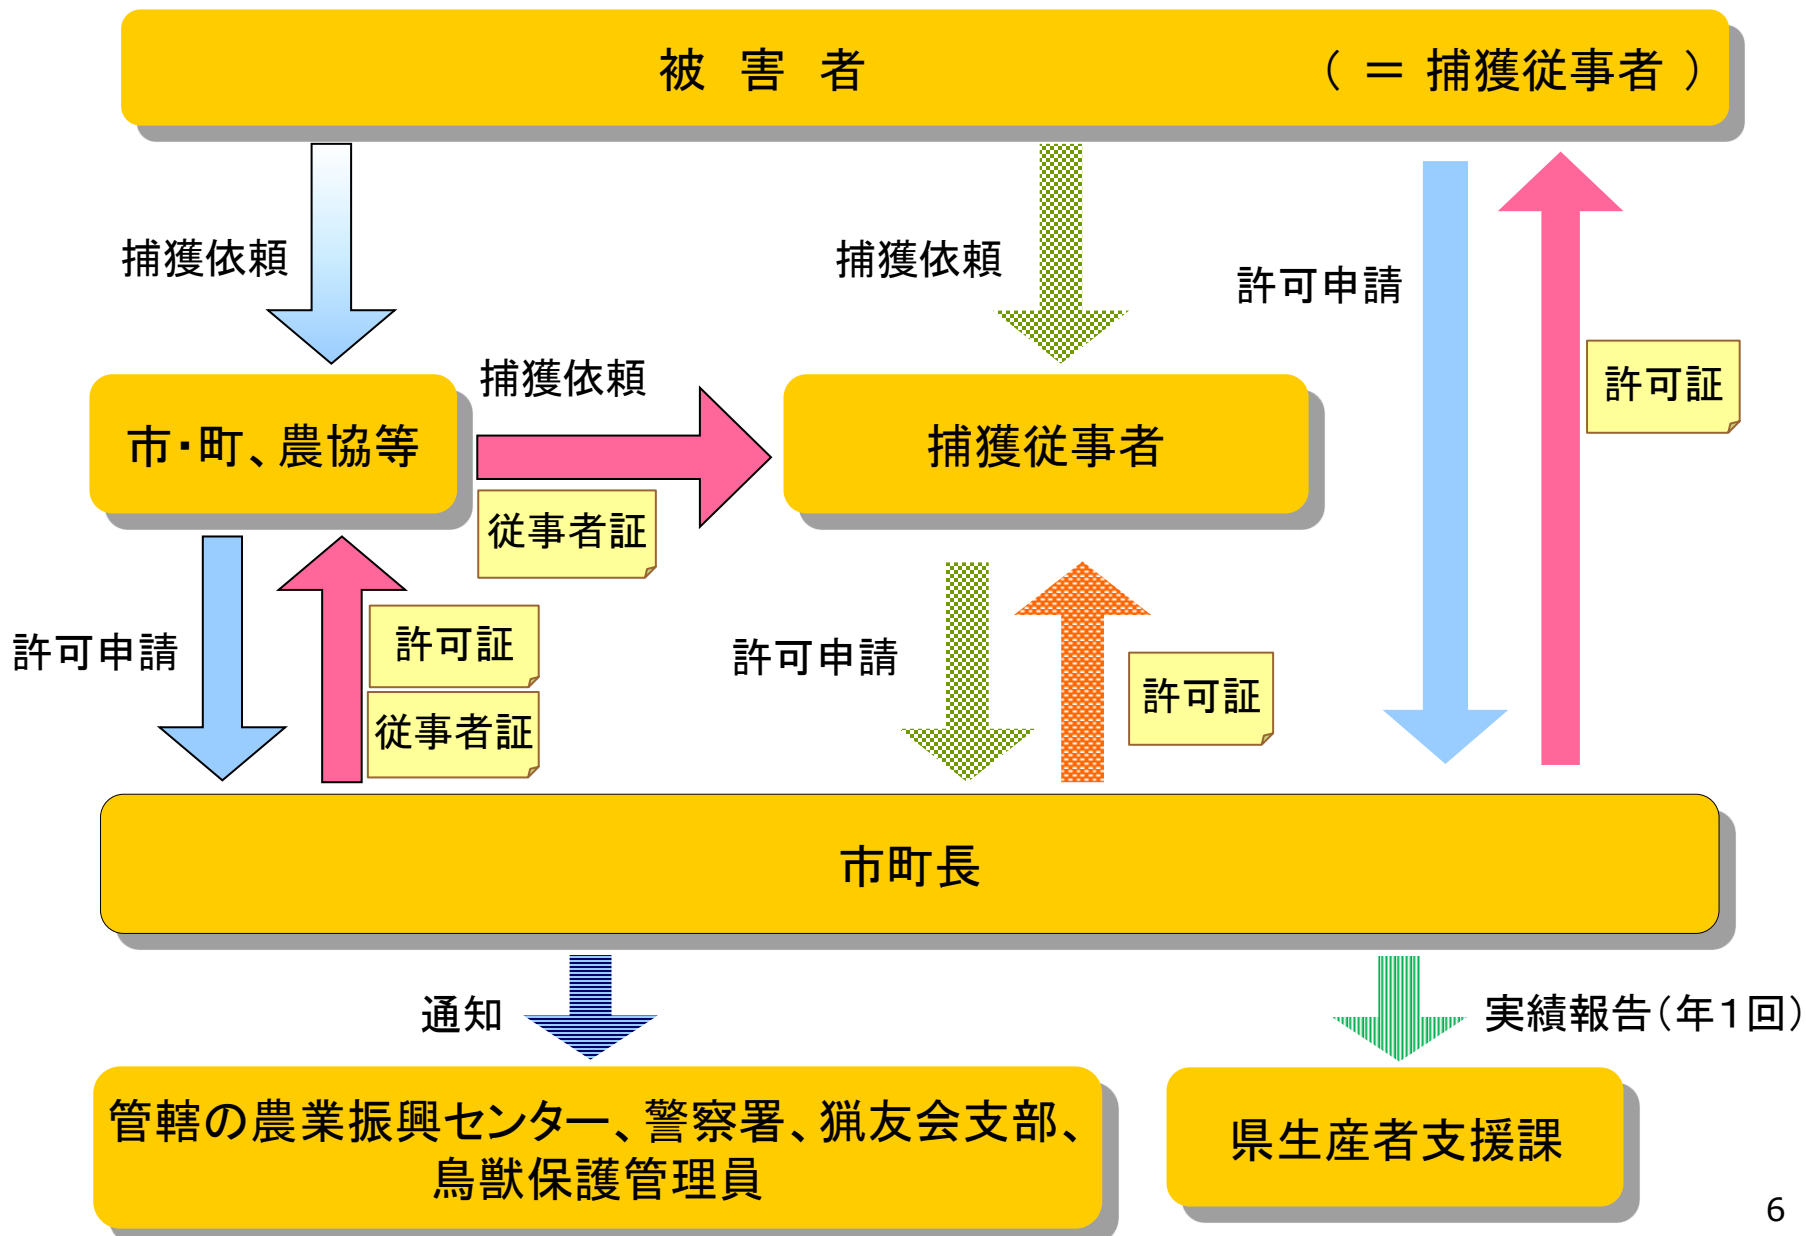 被 害 者 （ ＝ 捕獲従事者 ）
捕獲依頼
捕獲依頼
許可申請
許可証
捕獲依頼
市・町、農協等
捕獲従事者
従事者証
許可申請
許可証
従事者証
許可申請
許可証
市町長
通知
実績報告（年１回）
管轄の農業振興センター、警察署、猟友会支部、
鳥獣保護管理員
県生産者支援課
6